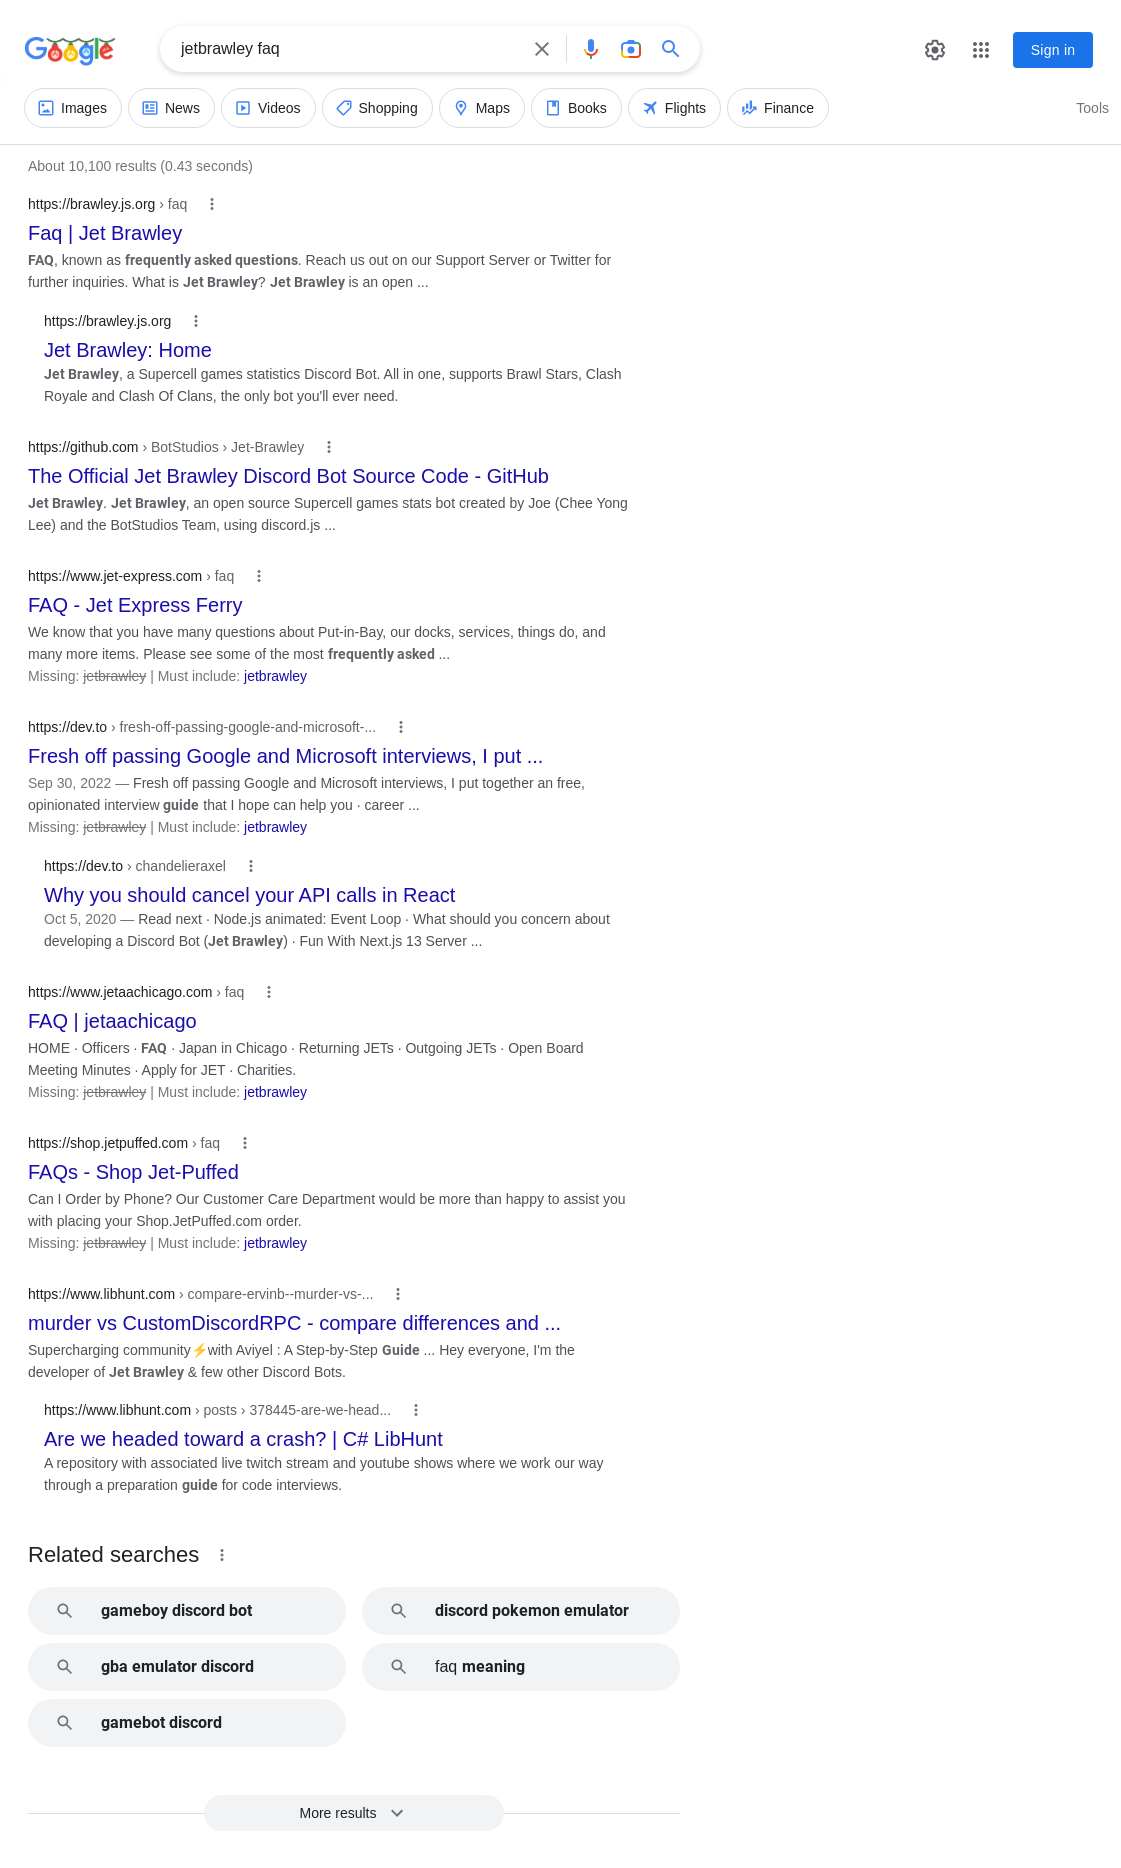 Google
jetbrawley faq
Sign in
Images
News
Videos
Shopping
Maps
Books
Flights
Finance
Tools
About 10,100 results (0.43 seconds)
https://brawley.js.org › faq
Faq | Jet Brawley
FAQ, known as frequently asked questions. Reach us out on our Support Server or Twitter for
further inquiries. What is Jet Brawley? Jet Brawley is an open ...
https://brawley.js.org
Jet Brawley: Home
Jet Brawley, a Supercell games statistics Discord Bot. All in one, supports Brawl Stars, Clash
Royale and Clash Of Clans, the only bot you'll ever need.
https://github.com › BotStudios › Jet-Brawley
The Official Jet Brawley Discord Bot Source Code - GitHub
Jet Brawley. Jet Brawley, an open source Supercell games stats bot created by Joe (Chee Yong
Lee) and the BotStudios Team, using discord.js ...
https://www.jet-express.com › faq
FAQ - Jet Express Ferry
We know that you have many questions about Put-in-Bay, our docks, services, things do, and
many more items. Please see some of the most frequently asked ...
Missing: jetbrawley | Must include: jetbrawley
https://dev.to › fresh-off-passing-google-and-microsoft-...
Fresh off passing Google and Microsoft interviews, I put ...
Sep 30, 2022 — Fresh off passing Google and Microsoft interviews, I put together an free,
opinionated interview guide that I hope can help you · career ...
Missing: jetbrawley | Must include: jetbrawley
https://dev.to › chandelieraxel
Why you should cancel your API calls in React
Oct 5, 2020 — Read next · Node.js animated: Event Loop · What should you concern about
developing a Discord Bot (Jet Brawley) · Fun With Next.js 13 Server ...
https://www.jetaachicago.com › faq
FAQ | jetaachicago
HOME · Officers · FAQ · Japan in Chicago · Returning JETs · Outgoing JETs · Open Board
Meeting Minutes · Apply for JET · Charities.
Missing: jetbrawley | Must include: jetbrawley
https://shop.jetpuffed.com › faq
FAQs - Shop Jet-Puffed
Can I Order by Phone? Our Customer Care Department would be more than happy to assist you
with placing your Shop.JetPuffed.com order.
Missing: jetbrawley | Must include: jetbrawley
https://www.libhunt.com › compare-ervinb--murder-vs-...
murder vs CustomDiscordRPC - compare differences and ...
Supercharging community⚡with Aviyel : A Step-by-Step Guide ... Hey everyone, I'm the
developer of Jet Brawley & few other Discord Bots.
https://www.libhunt.com › posts › 378445-are-we-head...
Are we headed toward a crash? | C# LibHunt
A repository with associated live twitch stream and youtube shows where we work our way
through a preparation guide for code interviews.
Related searches
gameboy discord bot
discord pokemon emulator
gba emulator discord
faq meaning
gamebot discord
More results